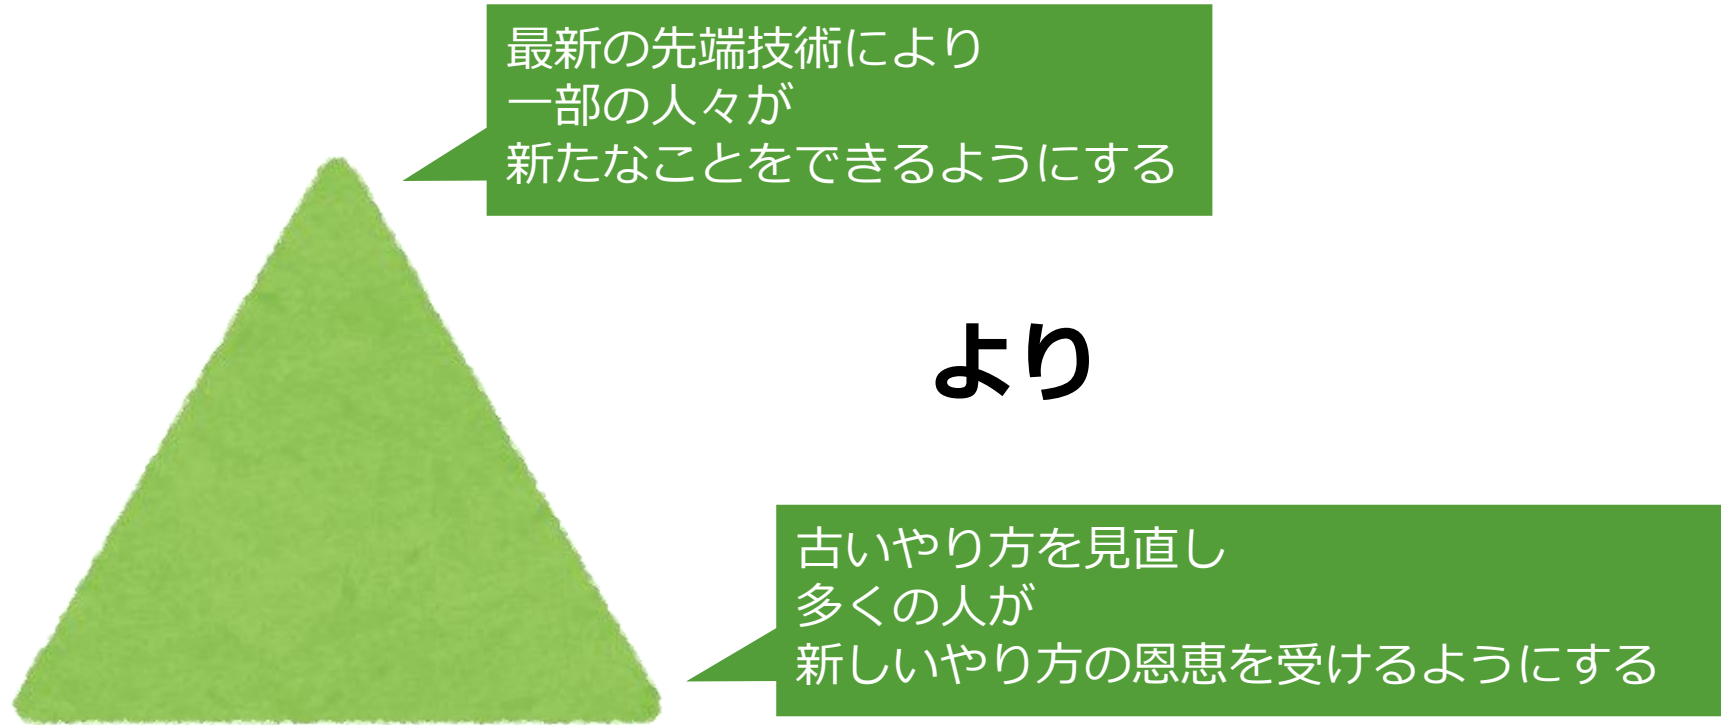 最新の先端技術により
一部の人々が
新たなことをできるようにする
より
古いやり方を見直し
多くの人が
新しいやり方の恩恵を受けるようにする